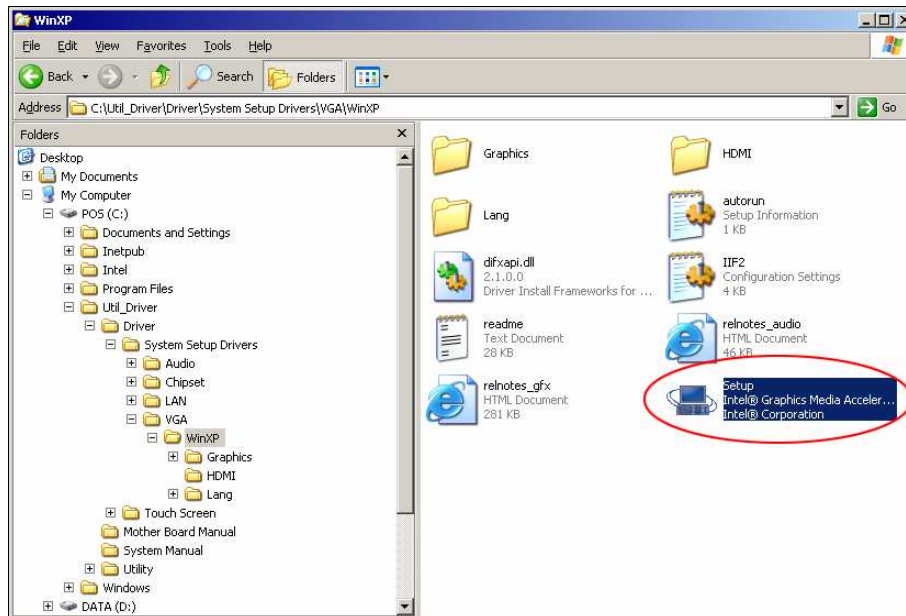 WinXP
File Edit View Favorites Tools Help
Back Search Folders
Address C:\Util_Driver\Driver\System Setup Drivers\VGA\WinXP Go
Folders
Desktop
My Documents
My Computer
POS (C:)
Documents and Settings
Inetpub
Intel
Program Files
Util_Driver
Driver
System Setup Drivers
Audio
Chipset
LAN
VGA
WinXP
Graphics
HDMI
Lang
Touch Screen
Mother Board Manual
System Manual
Utility
Windows
DATA (D:)
Graphics
HDMI
Lang
autorun
Setup Information
1 KB
difxapi.dll
2.1.0.0
Driver Install Frameworks for ...
IIF2
Configuration Settings
4 KB
readme
Text Document
28 KB
relnotes_audio
HTML Document
46 KB
relnotes_gfx
HTML Document
281 KB
Setup
Intel® Graphics Media Acceler...
Intel® Corporation